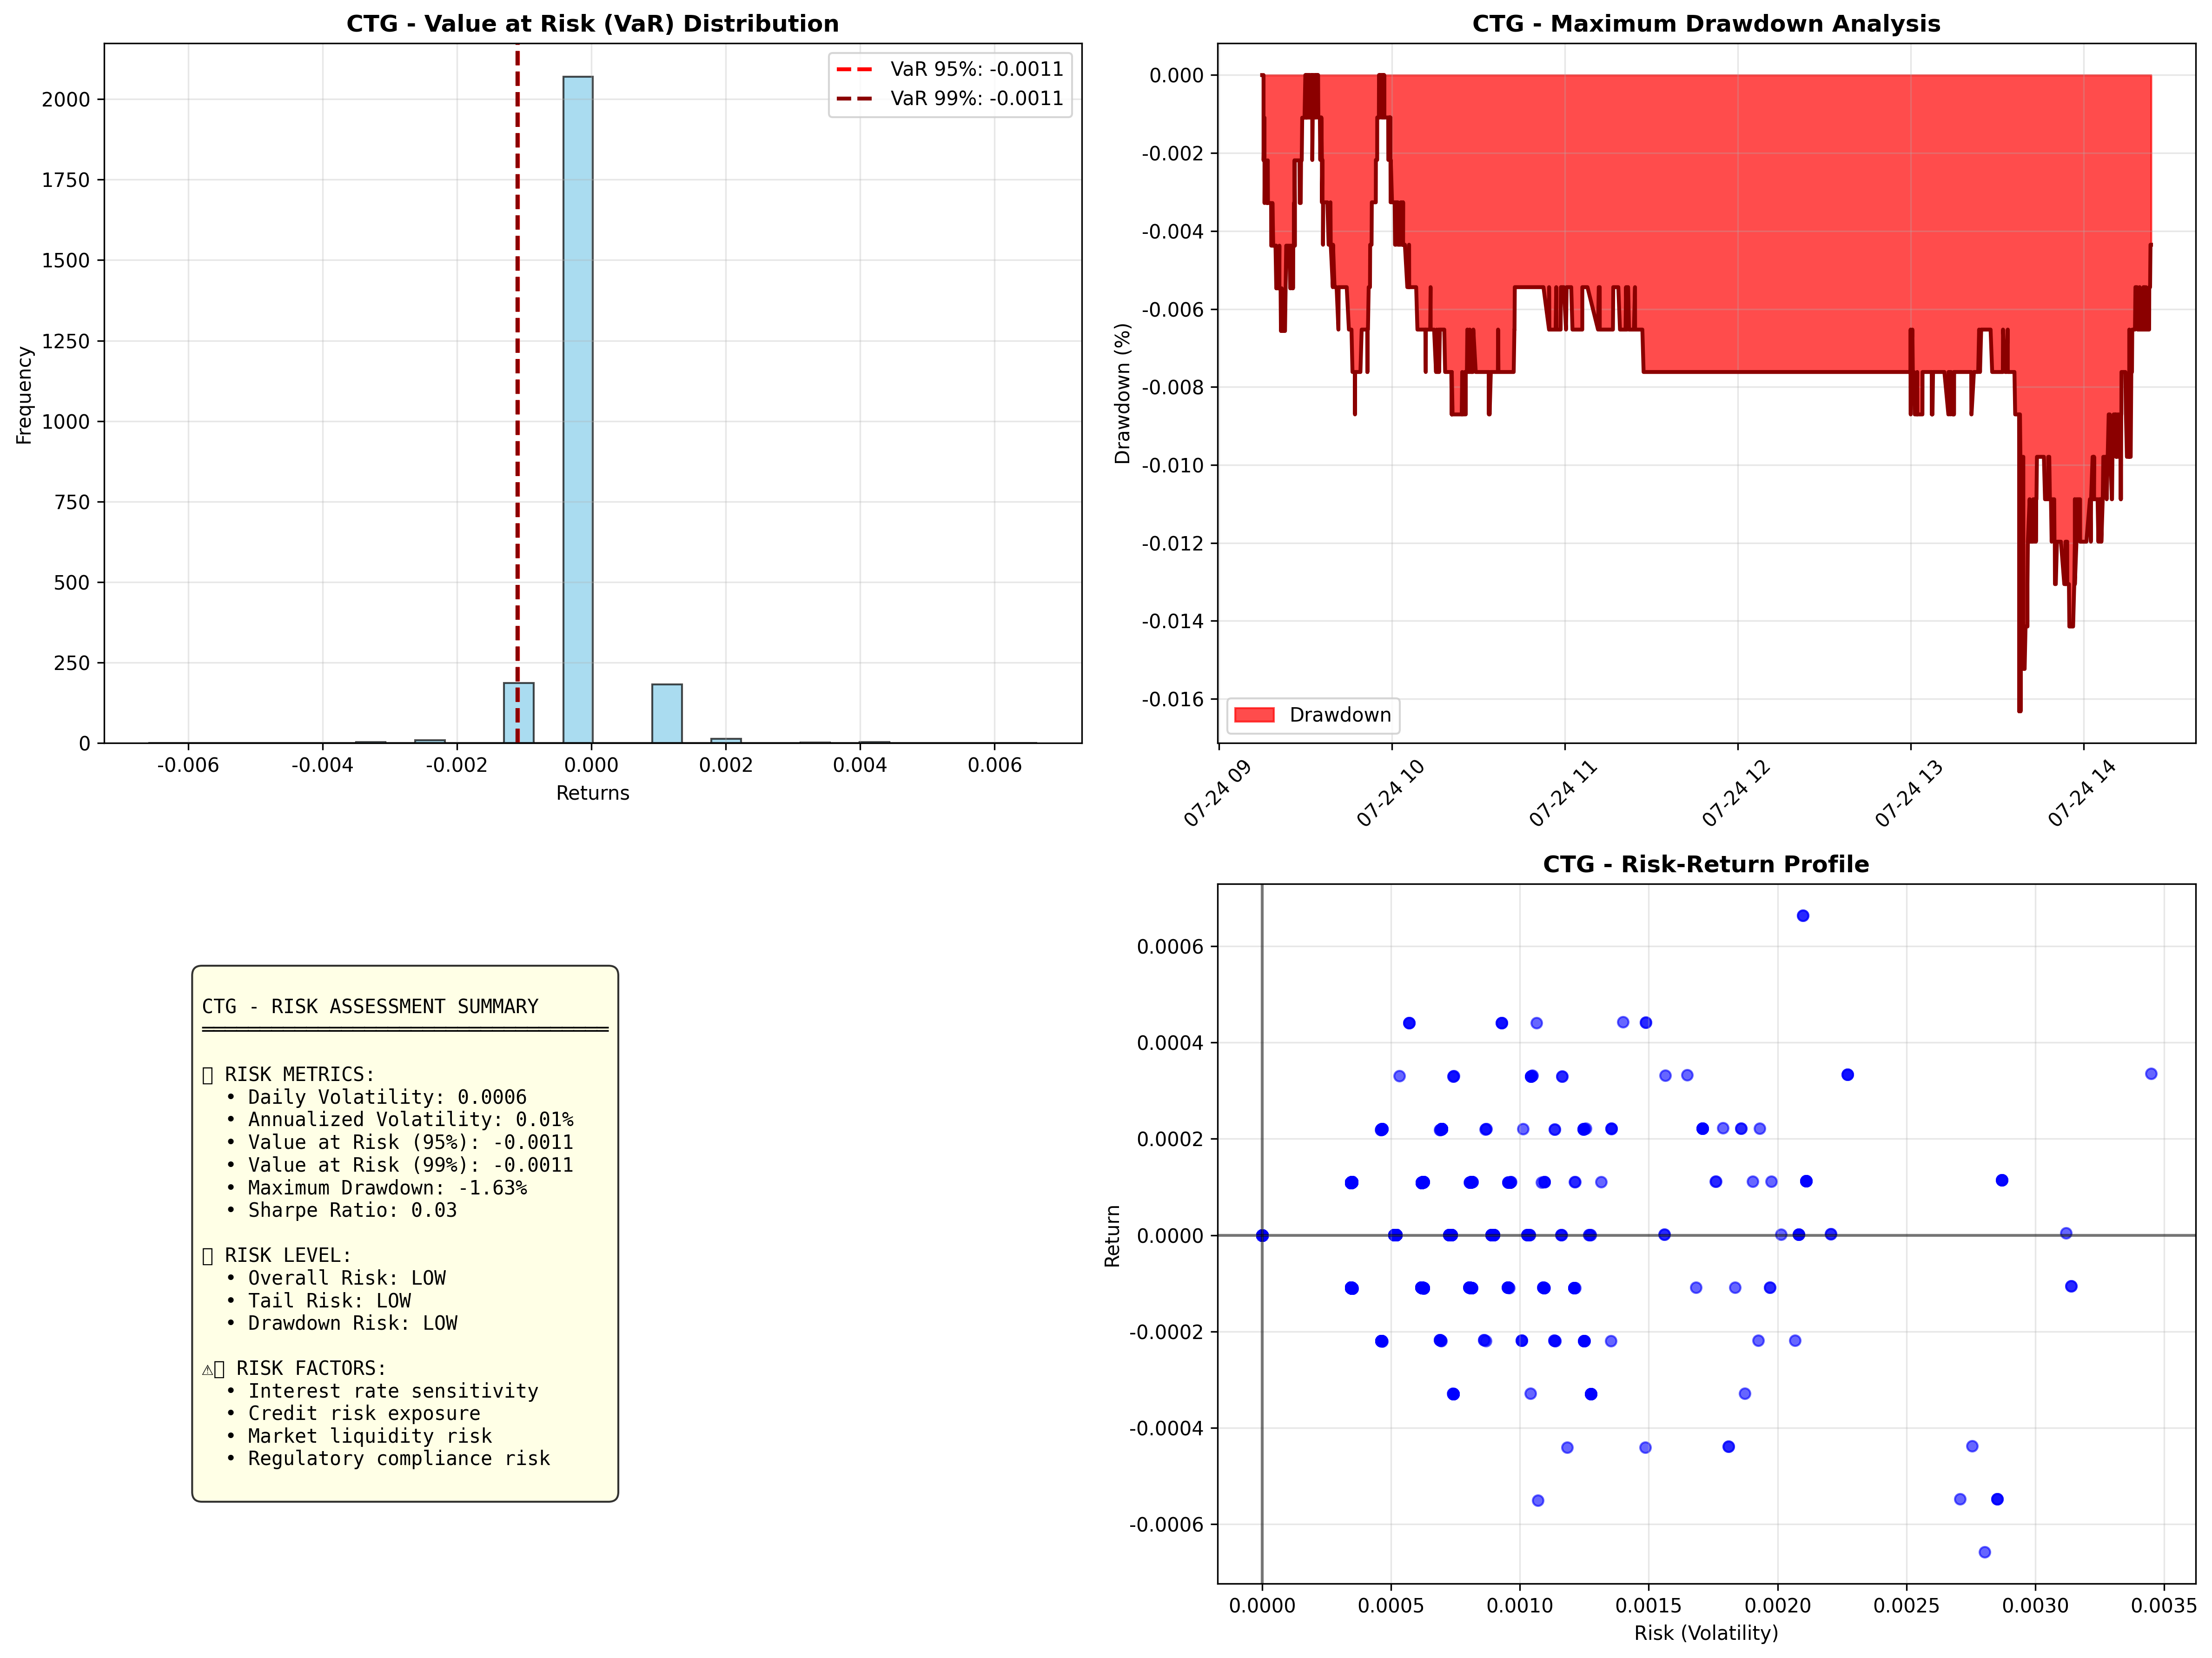 CTG - Value at Risk (VaR) Distribution
VaR 95%: -0.0011
VaR 99%: -0.0011
Frequency
2000
1750
1500
1250
1000
750
500
250
0
-0.006
-0.004
-0.002
0.000
0.002
0.004
0.006
Returns
CTG - Maximum Drawdown Analysis
Drawdown (%)
0.000
-0.002
-0.004
-0.006
-0.008
-0.010
-0.012
-0.014
-0.016
Drawdown
07-24 09
07-24 10
07-24 11
07-24 12
07-24 13
07-24 14
CTG - RISK ASSESSMENT SUMMARY
RISK METRICS:
• Daily Volatility: 0.0006
• Annualized Volatility: 0.01%
• Value at Risk (95%): -0.0011
• Value at Risk (99%): -0.0011
• Maximum Drawdown: -1.63%
• Sharpe Ratio: 0.03
RISK LEVEL:
• Overall Risk: LOW
• Tail Risk: LOW
• Drawdown Risk: LOW
⚠ RISK FACTORS:
• Interest rate sensitivity
• Credit risk exposure
• Market liquidity risk
• Regulatory compliance risk
CTG - Risk-Return Profile
Return
0.0006
0.0004
0.0002
0.0000
-0.0002
-0.0004
-0.0006
0.0000
0.0005
0.0010
0.0015
0.0020
0.0025
0.0030
0.0035
Risk (Volatility)